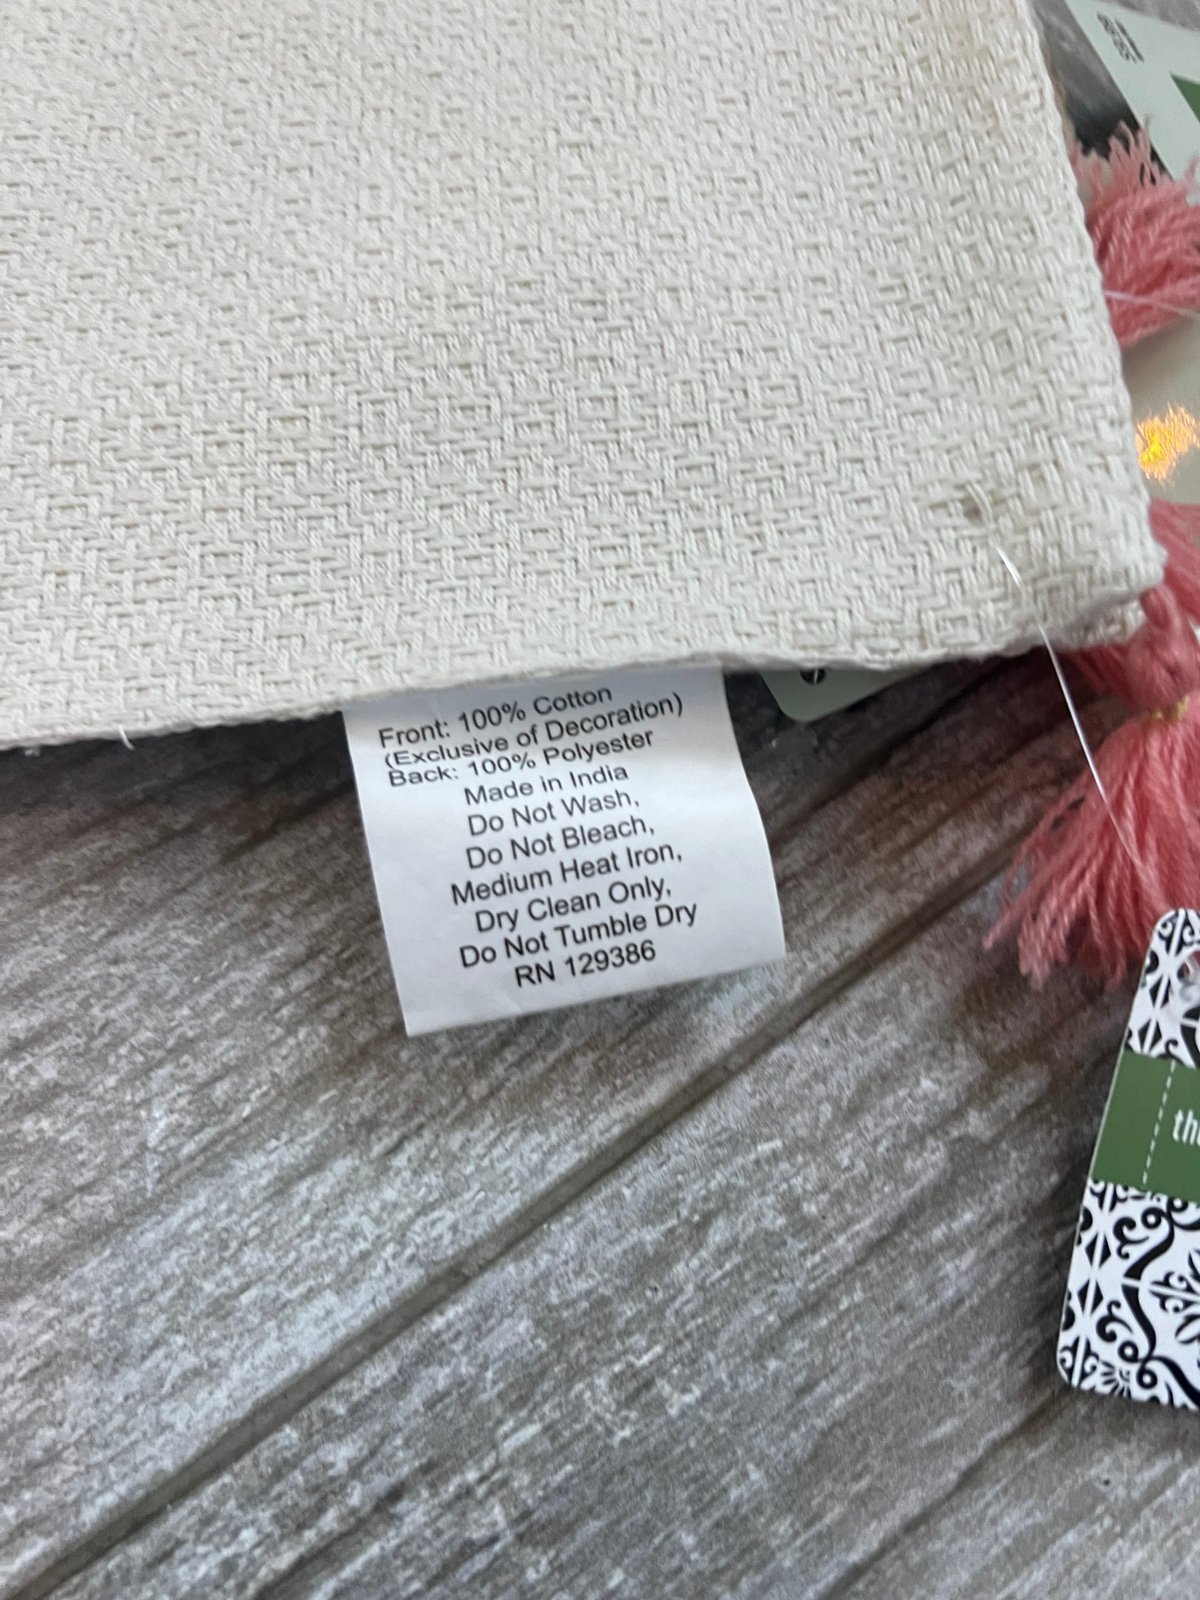 Front: 100% Cotton
(Exclusive of Decoration)
Back: 100% Polyester
Made in India
Do Not Wash,
Do Not Bleach,
Medium Heat Iron,
Dry Clean Only,
Do Not Tumble Dry
RN 129386